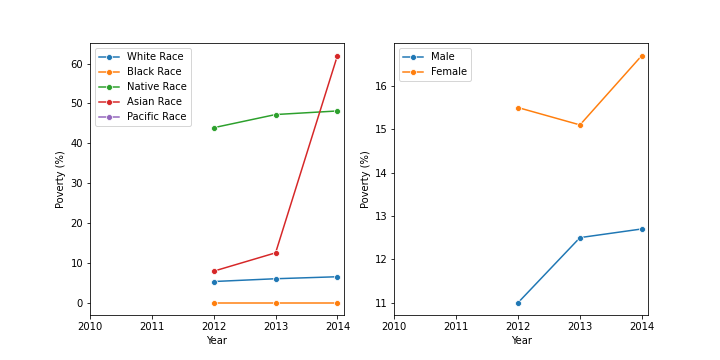 White Race
Black Race
Native Race
Asian Race
Pacific Race
60
50
40
30
20
10
0
Poverty (%)
2010 2011 2012 2013 2014
Year
Male
Female
16
15
14
13
12
11
Poverty (%)
2010 2011 2012 2013 2014
Year